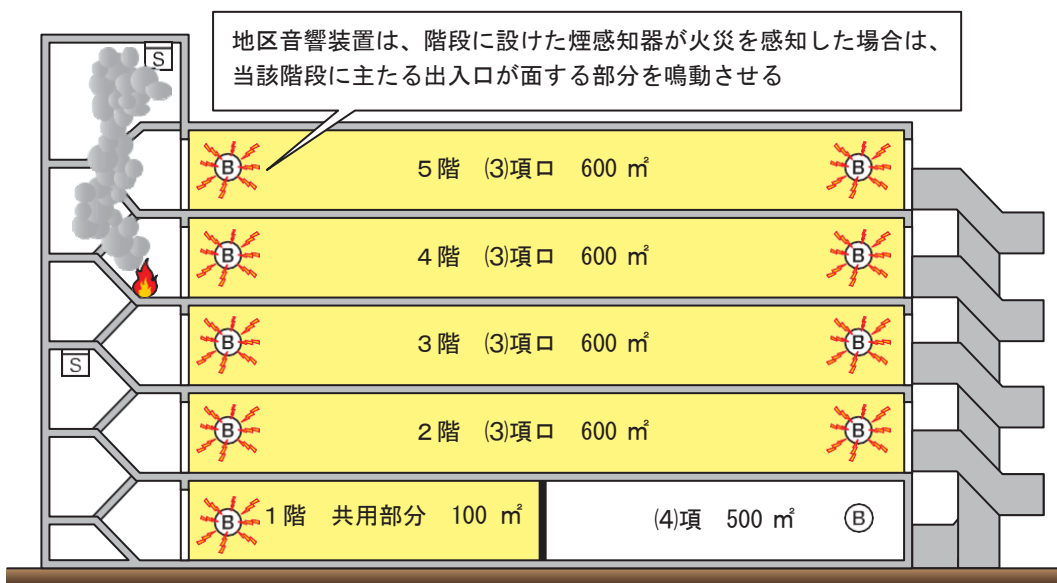 地区音響装置は、階段に設けた煙感知器が火災を感知した場合は、
当該階段に主たる出入口が面する部分を鳴動させる
S
B
5階 ⑶項ロ 600 ㎡
B
B
4階 ⑶項ロ 600 ㎡
B
B
3階 ⑶項ロ 600 ㎡
B
S
B
2階 ⑶項ロ 600 ㎡
B
B
1階 共用部分 100 ㎡
(4)項 500 ㎡
B